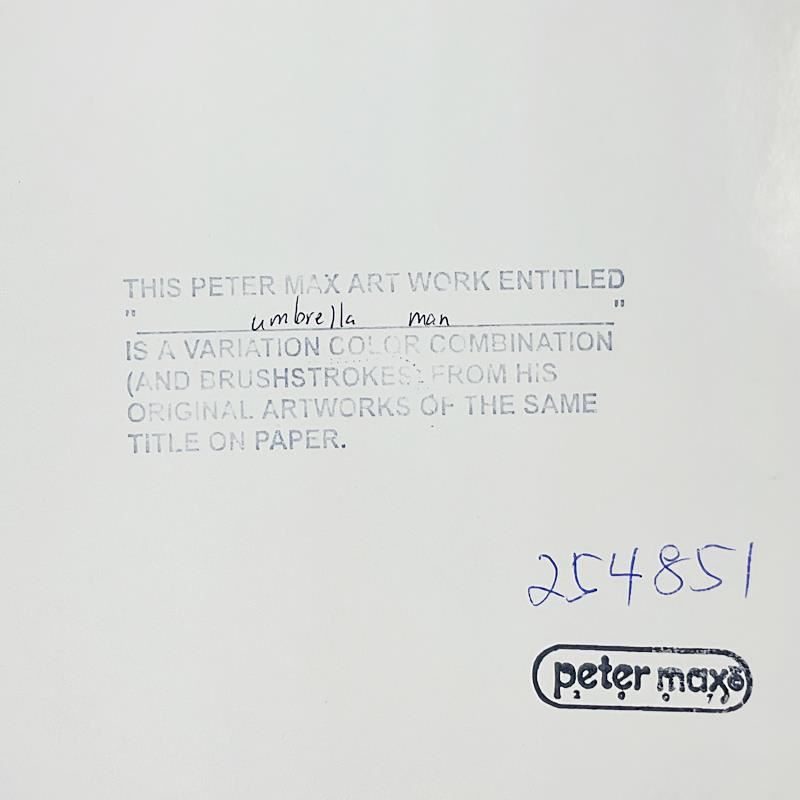 THIS PETER MAX ART WORK ENTITLED
" umbrella man "
IS A VARIATION COLOR COMBINATION
(AND BRUSHSTROKES) FROM HIS
ORIGINAL ARTWORKS OF THE SAME
TITLE ON PAPER.
254851
peter max©
2007